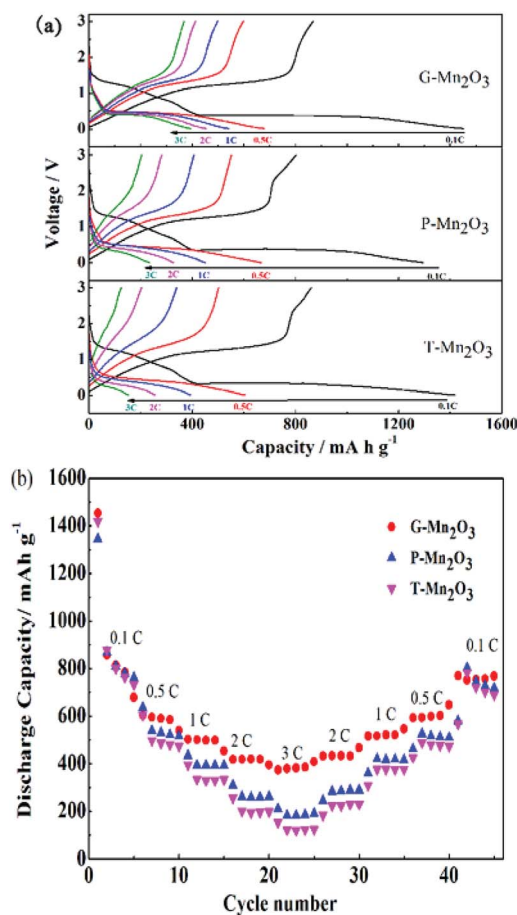 (a)
3
2
1
0
G-Mn2O3
3C 2C 1C 0.5C 0.1C
3
2
1
0
P-Mn2O3
3C 2C 1C 0.5C 0.1C
3
2
1
0
T-Mn2O3
3C 2C 1C 0.5C 0.1C
Voltage / V
0 400 800 1200 1600
Capacity / mA h g-1
(b)
1600
1400
1200
1000
800
600
400
200
0
Discharge Capacity/ mAh g-1
G-Mn2O3
P-Mn2O3
T-Mn2O3
0.1 C 0.5 C 1 C 2 C 3 C 2 C 1 C 0.5 C 0.1 C
0 10 20 30 40
Cycle number